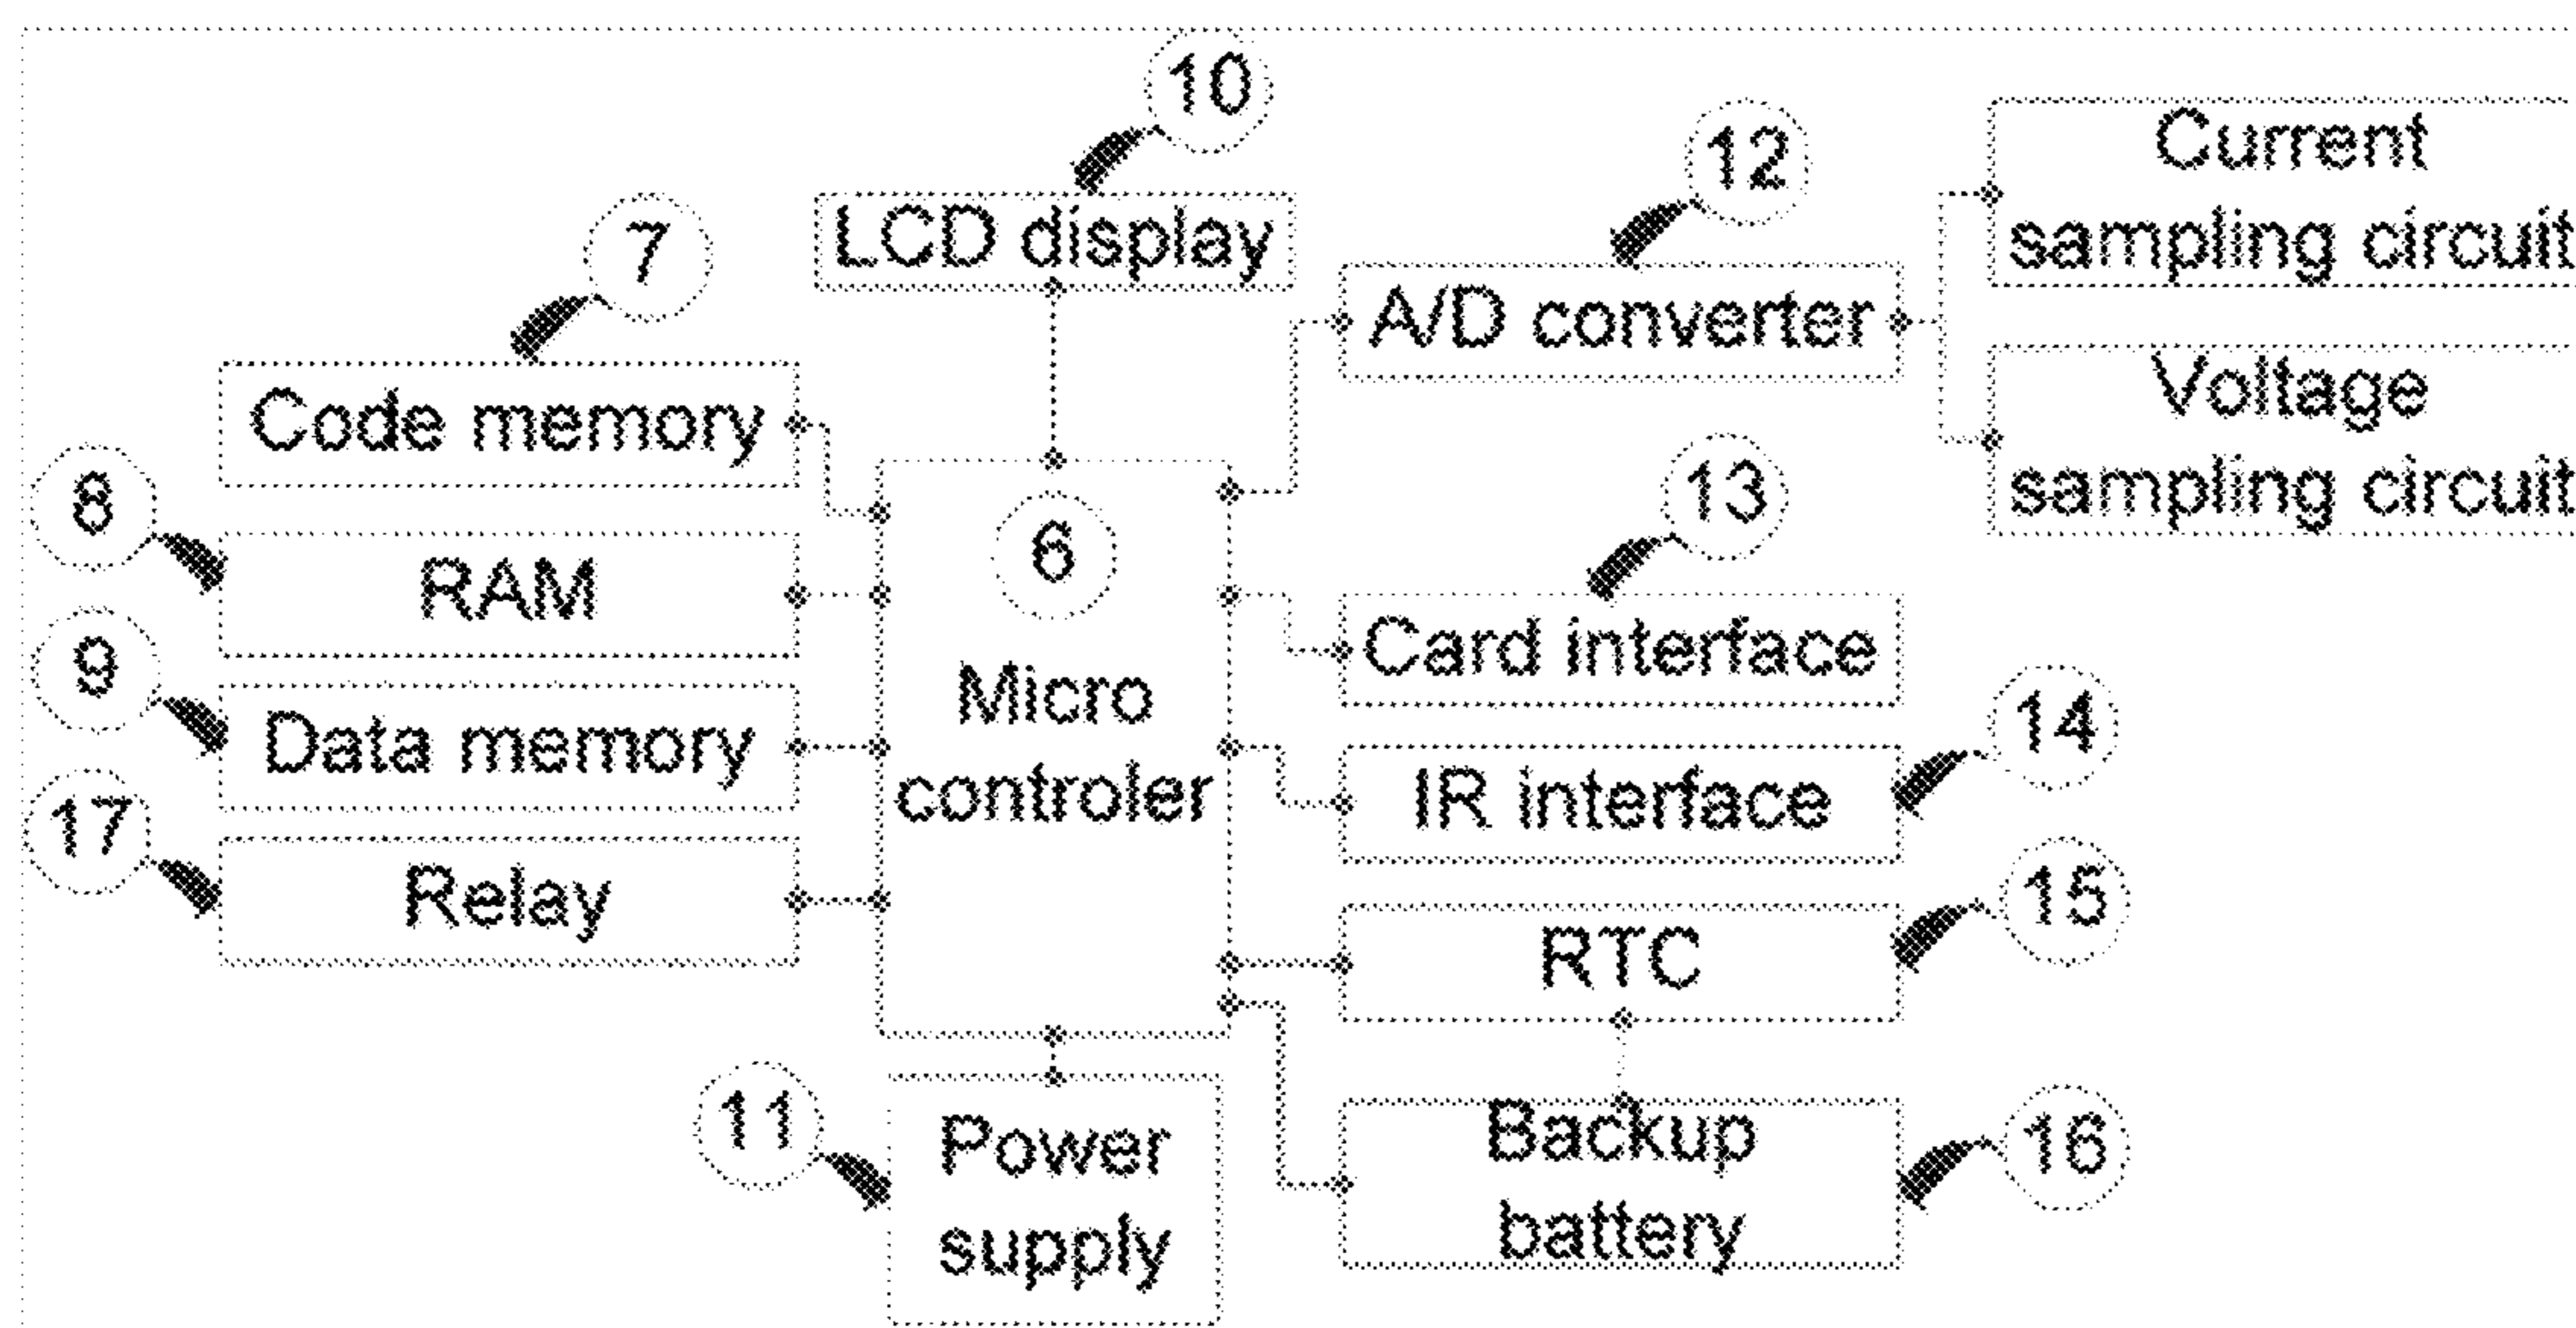 10
12
Current
sampling circuit
7
LCD display
A/D converter
Voltage
sampling circuit
Code memory
8
6
13
RAM
Card interface
9
Micro
controler
14
Data memory
IR interface
17
15
Relay
RTC
11
Power
supply
Backup
battery
16